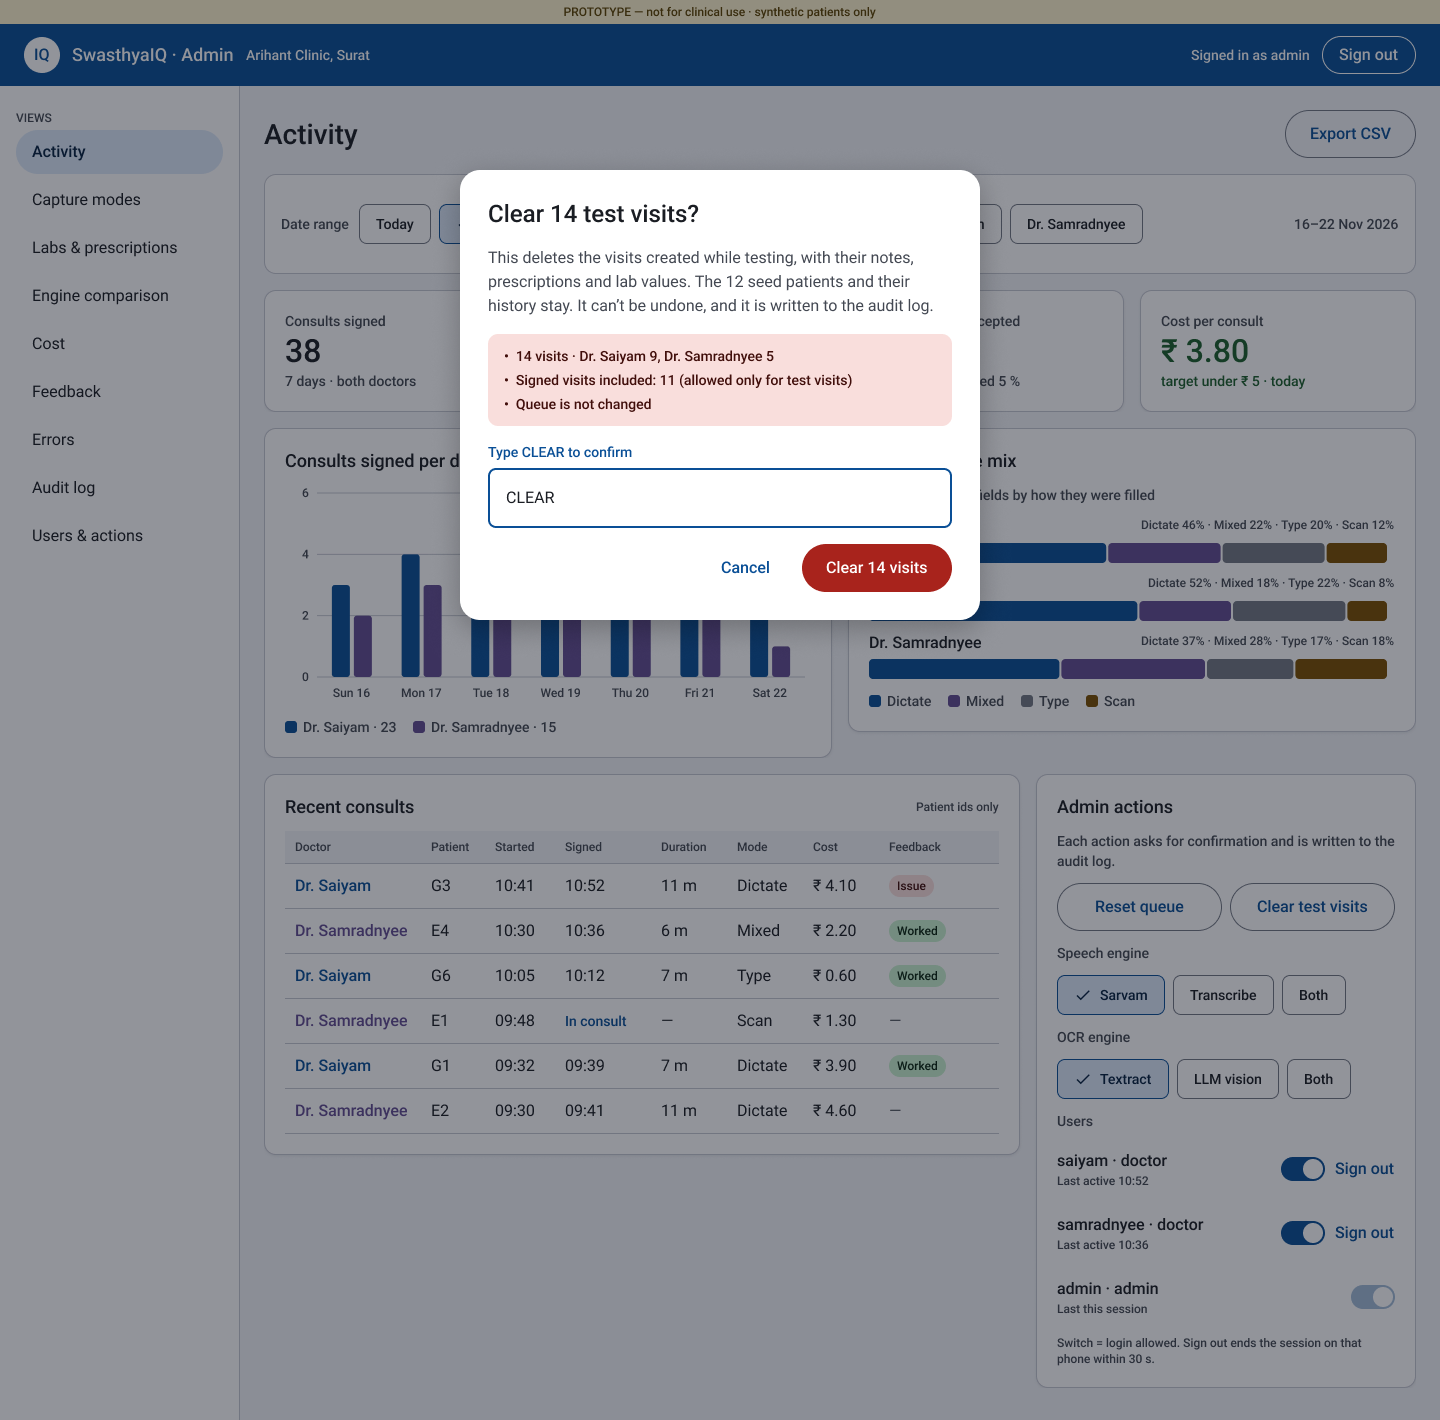 PROTOTYPE — not for clinical use · synthetic patients only
IQ
SwasthyaIQ · Admin
Arihant Clinic, Surat
Signed in as admin
Sign out
VIEWS
Activity
Capture modes
Labs & prescriptions
Engine comparison
Cost
Feedback
Errors
Audit log
Users & actions
Activity
Export CSV
Date range
Today
Dr. Samradnyee
16–22 Nov 2026
Consults signed
38
7 days · both doctors
Cost per consult
₹ 3.80
target under ₹ 5 · today
Clear 14 test visits?
This deletes the visits created while testing, with their notes,
prescriptions and lab values. The 12 seed patients and their
history stay. It can’t be undone, and it is written to the audit log.
• 14 visits · Dr. Saiyam 9, Dr. Samradnyee 5
• Signed visits included: 11 (allowed only for test visits)
• Queue is not changed
Type CLEAR to confirm
CLEAR
Cancel
Clear 14 visits
Consults signed per
6
4
2
0
Sun 16
Mon 17
Tue 18
Wed 19
Thu 20
Fri 21
Sat 22
Dr. Saiyam · 23
Dr. Samradnyee · 15
mix
by how they were filled
Dictate 46% · Mixed 22% · Type 20% · Scan 12%
Dictate 52% · Mixed 18% · Type 22% · Scan 8%
Dr. Samradnyee
Dictate 37% · Mixed 28% · Type 17% · Scan 18%
Dictate
Mixed
Type
Scan
Recent consults
Patient ids only
Doctor Patient Started Signed Duration Mode Cost Feedback
Dr. Saiyam G3 10:41 10:52 11 m Dictate ₹ 4.10 Issue
Dr. Samradnyee E4 10:30 10:36 6 m Mixed ₹ 2.20 Worked
Dr. Saiyam G6 10:05 10:12 7 m Type ₹ 0.60 Worked
Dr. Samradnyee E1 09:48 In consult — Scan ₹ 1.30 —
Dr. Saiyam G1 09:32 09:39 7 m Dictate ₹ 3.90 Worked
Dr. Samradnyee E2 09:30 09:41 11 m Dictate ₹ 4.60 —
Admin actions
Each action asks for confirmation and is written to the
audit log.
Reset queue
Clear test visits
Speech engine
Sarvam
Transcribe
Both
OCR engine
Textract
LLM vision
Both
Users
saiyam · doctor
Last active 10:52
Sign out
samradnyee · doctor
Last active 10:36
Sign out
admin · admin
Last this session
Switch = login allowed. Sign out ends the session on that
phone within 30 s.